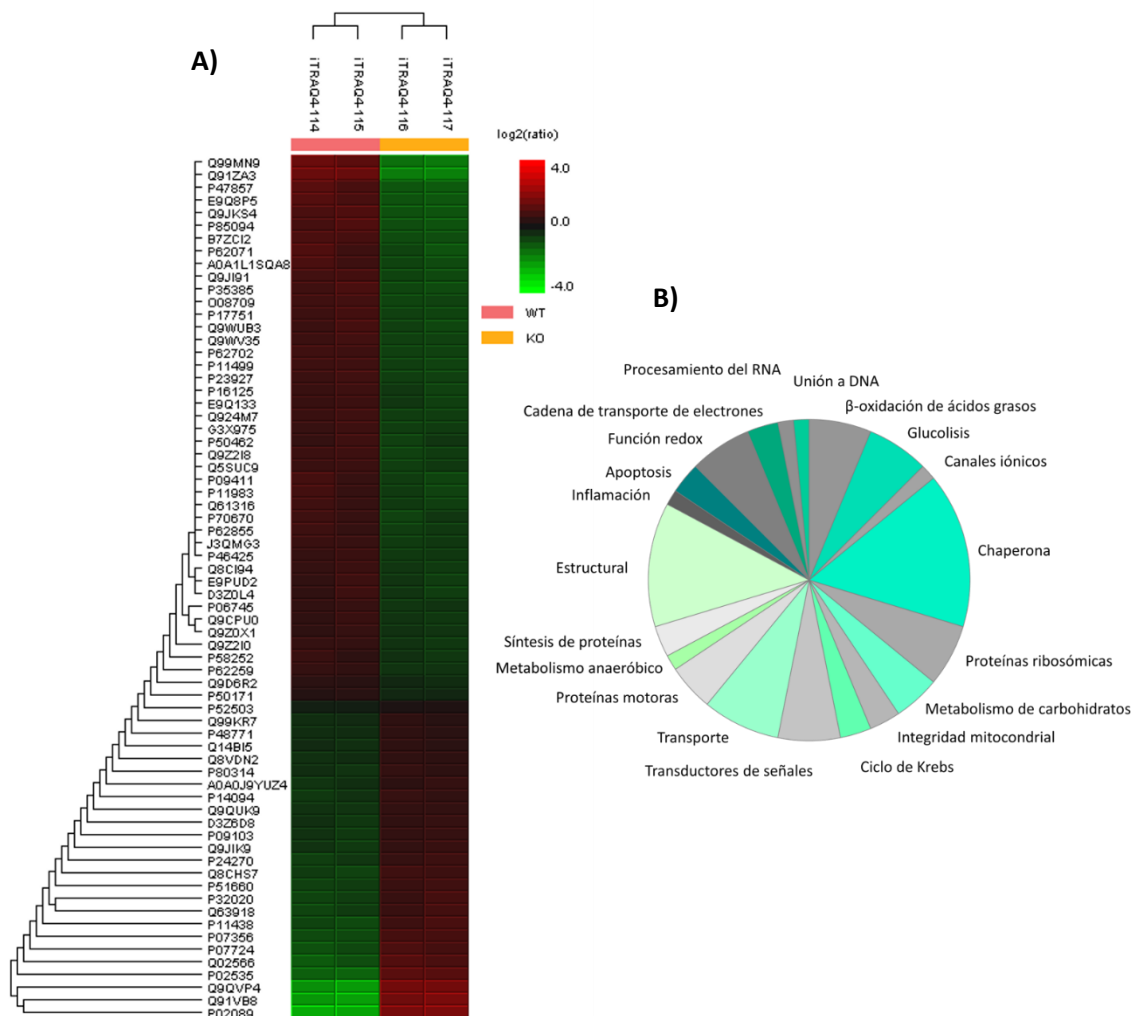 A)
iTRAQ4-114
iTRAQ4-115
iTRAQ4-116
iTRAQ4-117
log2(ratio)
4.0
0.0
-4.0
WT
KO
Q99MN9
Q91ZA3
P47857
E9Q8P5
Q9JKS4
P85094
B7ZCI2
P62071
A0A1L1SQA8
Q9JI91
P35385
O08709
P17751
Q9WUB3
Q9WV35
P62702
P11499
P23927
P16125
E9Q133
Q924M7
G3X975
P50462
Q9Z2I8
Q5SUC9
P09411
P11983
Q61316
P70670
P62855
J3QMG3
P46425
Q8CI94
E9PUD2
D3Z0L4
P06745
Q9CPU0
Q9Z0X1
Q9Z2I0
P58252
P62259
Q9D6R2
P50171
P52503
Q99KR7
P48771
Q14BI5
Q8VDN2
P80314
A0A0J9YUZ4
P14094
Q9QUK9
D3Z6D8
P09103
Q9JIK9
P24270
Q8CHS7
P51660
P32020
Q63918
P11438
P07356
P07724
Q02566
P02535
Q9QVP4
Q91VB8
P02089
B)
Procesamiento del RNA
Unión a DNA
Cadena de transporte de electrones
β-oxidación de ácidos grasos
Función redox
Glucolisis
Apoptosis
Canales iónicos
Inflamación
Chaperona
Estructural
Síntesis de proteínas
Proteínas ribosómicas
Metabolismo anaeróbico
Proteínas motoras
Metabolismo de carbohidratos
Transporte
Integridad mitocondrial
Transductores de señales
Ciclo de Krebs